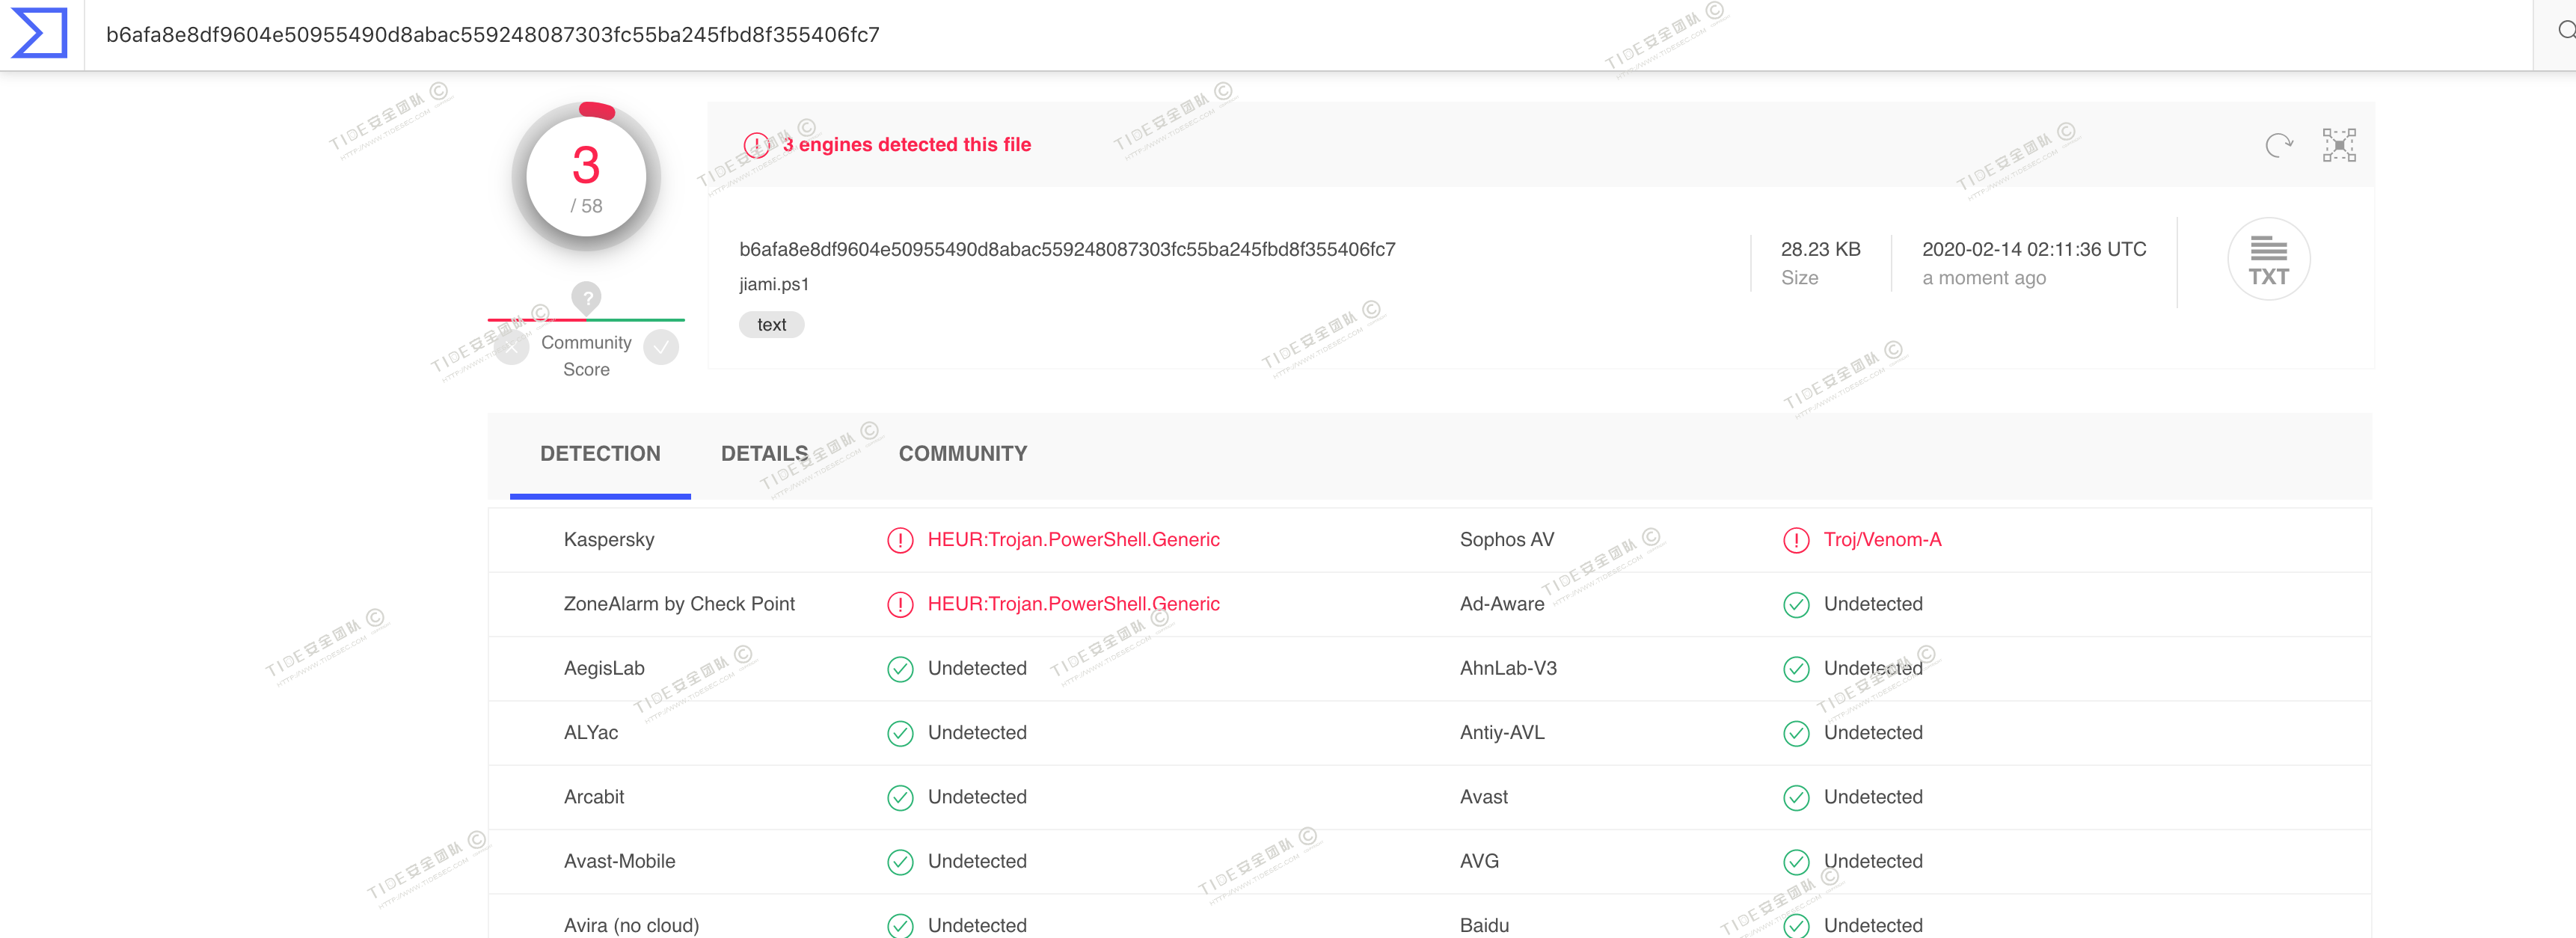 b6afa8e8df9604e50955490d8abac559248087303fc55ba245fbd8f355406fc7
3
/ 58
3 engines detected this file
b6afa8e8df9604e50955490d8abac559248087303fc55ba245fbd8f355406fc7
jiami.ps1
text
28.23 KB
Size
2020-02-14 02:11:36 UTC
a moment ago
TXT
?
Community
Score
DETECTION DETAILS COMMUNITY
Kaspersky HEUR:Trojan.PowerShell.Generic Sophos AV Troj/Venom-A
ZoneAlarm by Check Point HEUR:Trojan.PowerShell.Generic Ad-Aware Undetected
AegisLab Undetected AhnLab-V3 Undetected
ALYac Undetected Antiy-AVL Undetected
Arcabit Undetected Avast Undetected
Avast-Mobile Undetected AVG Undetected
Avira (no cloud) Undetected Baidu Undetected
TIDE安全团队 ©
HTTP://WWW.TIDESEC.COM